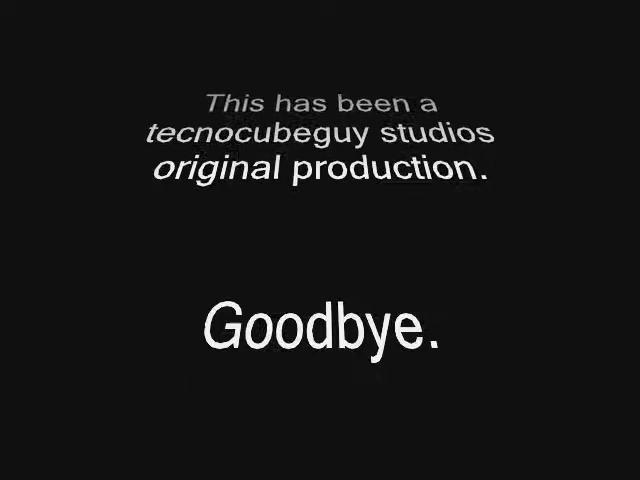 This has been a
tecnocubeguy studios
original production.
Goodbye.